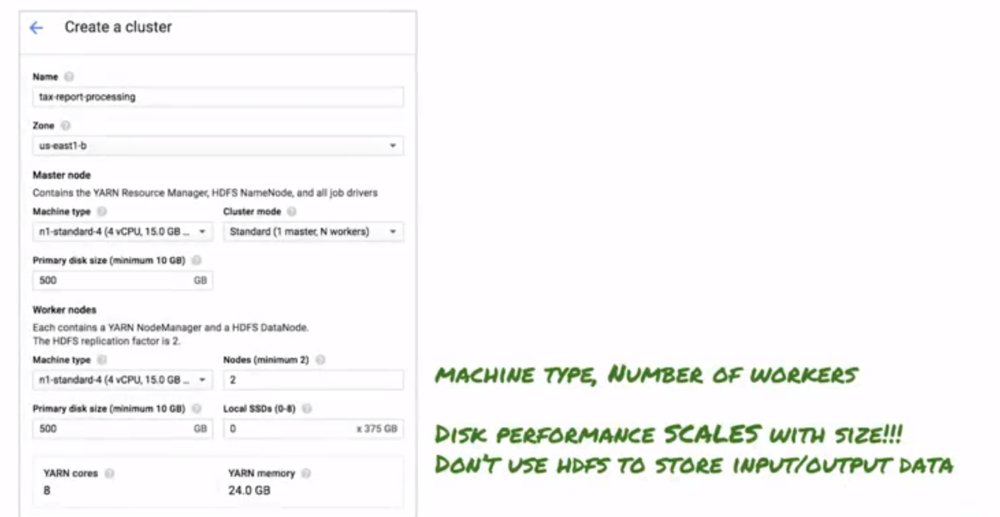 Create a cluster
Name
tax-report-processing
Zone
us-east1-b
Master node
Contains the YARN Resource Manager, HDFS NameNode, and all job drivers
Machine type Cluster mode
n1-standard-4 (4 vCPU, 15.0 GB ... Standard (1 master, N workers)
Primary disk size (minimum 10 GB)
500 GB
Worker nodes
Each contains a YARN NodeManager and a HDFS DataNode.
The HDFS replication factor is 2.
Machine type Nodes (minimum 2)
n1-standard-4 (4 vCPU, 15.0 GB ... 2
MACHINE TYPE, NUMBER OF WORKERS
Primary disk size (minimum 10 GB) Local SSDs (0-8)
500 GB 0 x 375 GB
DISK PERFORMANCE SCALES WITH SIZE!!!
DON'T USE HDFS TO STORE INPUT/OUTPUT DATA
YARN cores YARN memory
8 24.0 GB